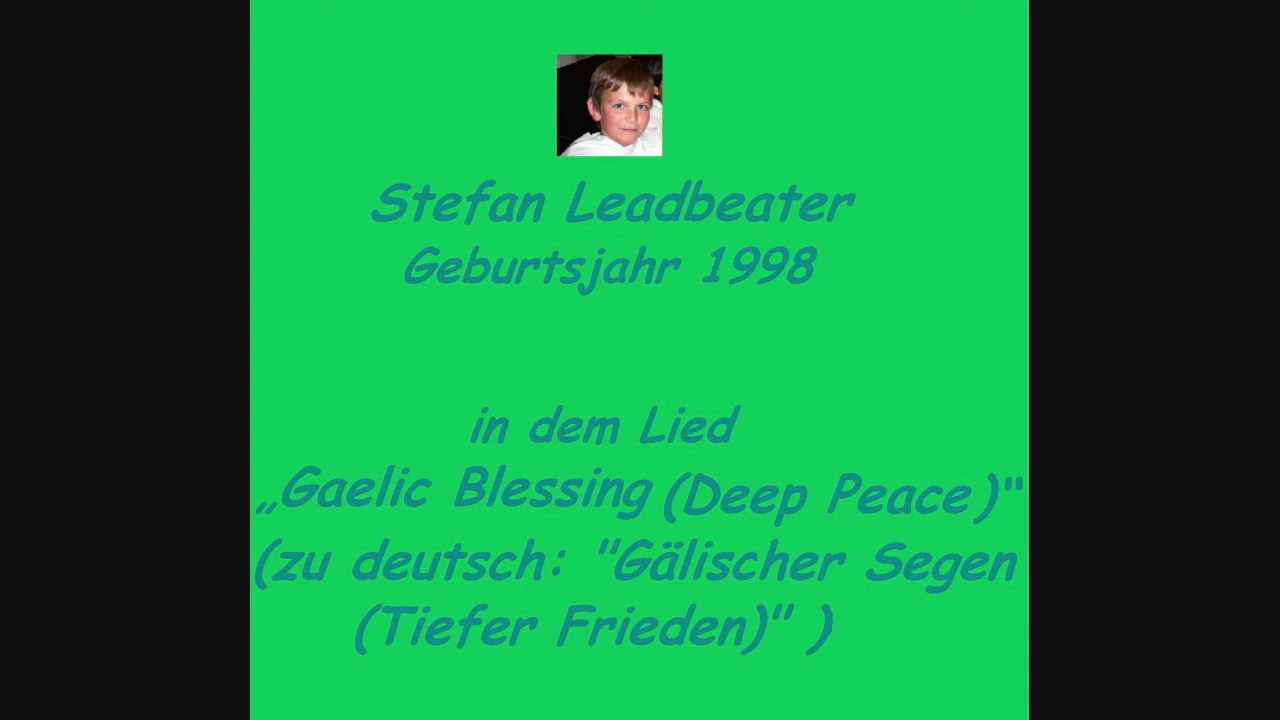 Stefan Leadbeater
Geburtsjahr 1998
in dem Lied
„Gaelic Blessing (Deep Peace)"
(zu deutsch: "Gälischer Segen
(Tiefer Frieden)" )